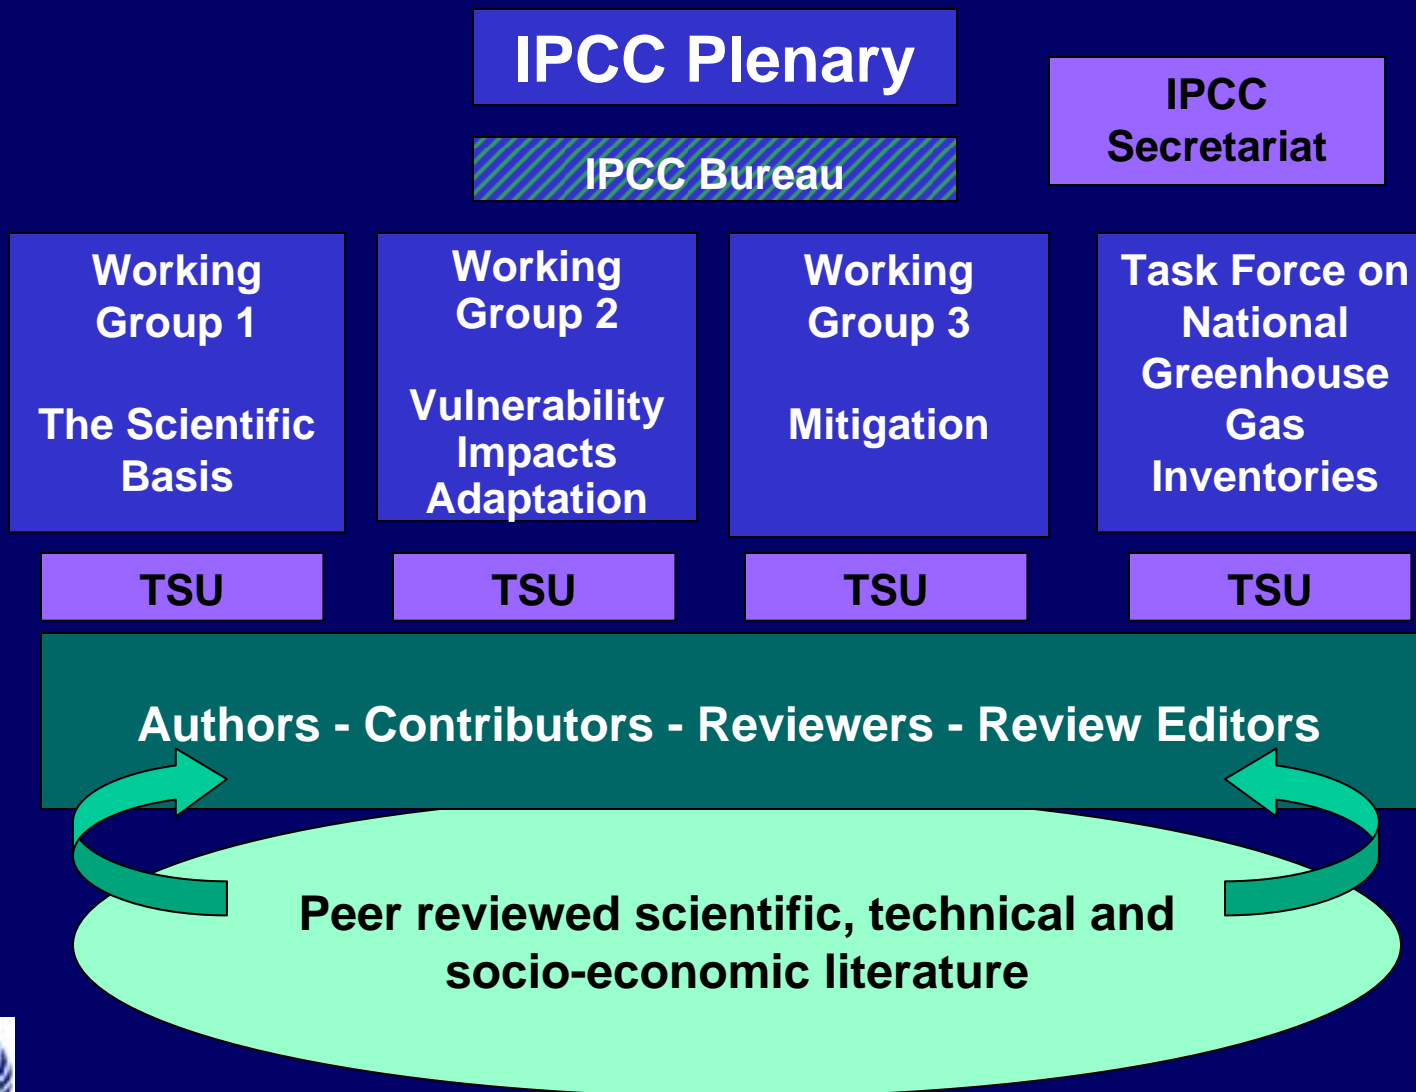 IPCC Plenary
IPCC
Secretariat
IPCC Bureau
Working
Group 1
The Scientific
Basis
Working
Group 2
Vulnerability
Impacts
Adaptation
Working
Group 3
Mitigation
Task Force on
National
Greenhouse
Gas
Inventories
TSU
TSU
TSU
TSU
Authors - Contributors - Reviewers - Review Editors
Peer reviewed scientific, technical and
socio-economic literature